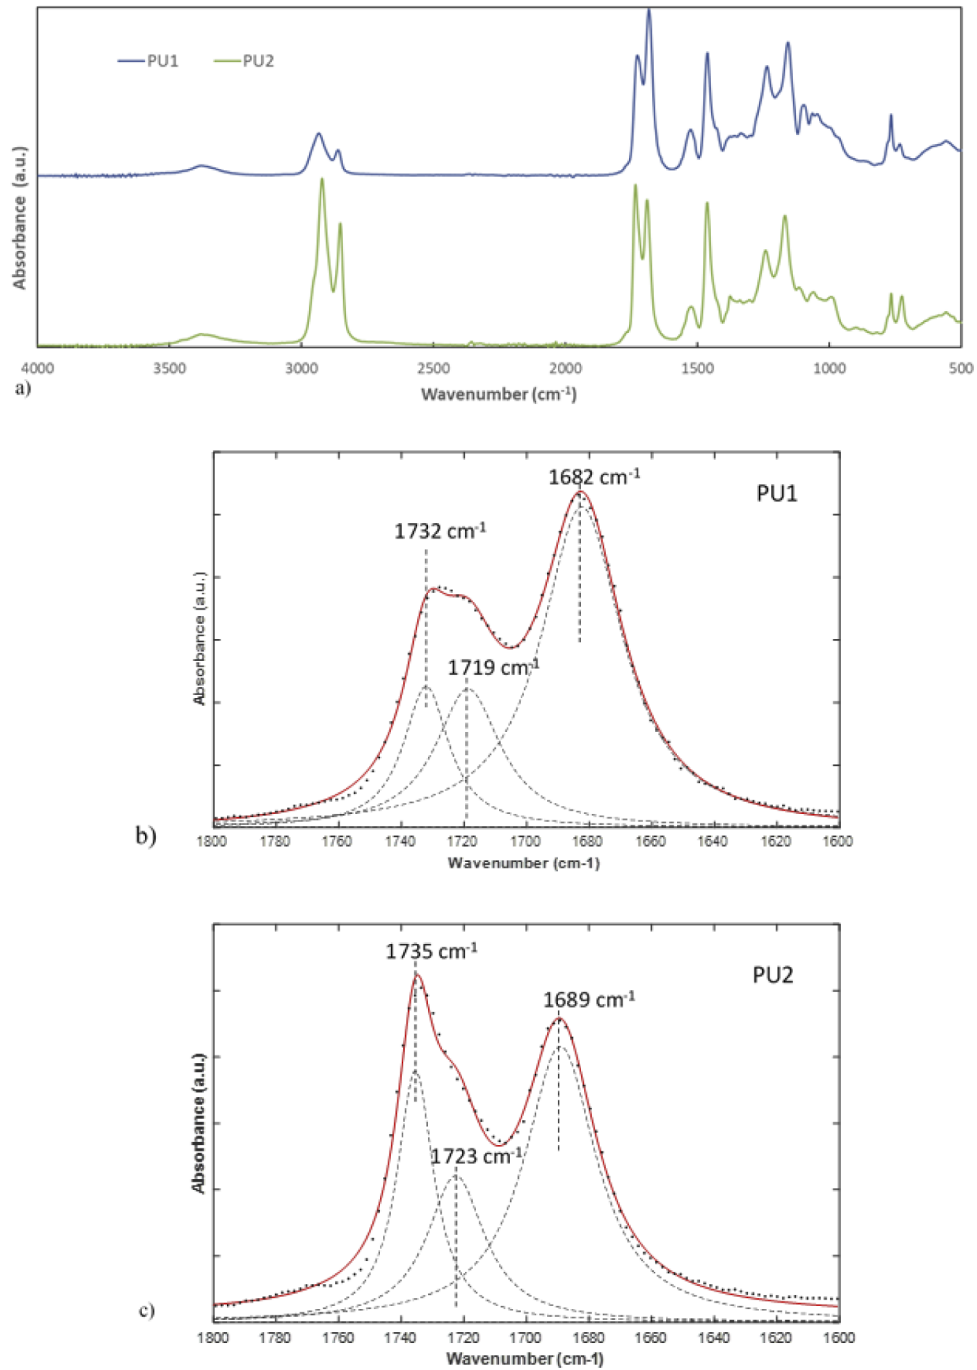 PU1 PU2
Absorbance (a.u.)
4000 3500 3000 2500 2000 1500 1000 500
Wavenumber (cm-1)
a)
1682 cm-1
PU1
1732 cm-1
1719 cm-1
Absorbance (a.u.)
1800 1780 1760 1740 1720 1700 1680 1660 1640 1620 1600
Wavenumber (cm-1)
b)
1735 cm-1
PU2
1689 cm-1
1723 cm-1
Absorbance (a.u.)
1800 1780 1760 1740 1720 1700 1680 1660 1640 1620 1600
Wavenumber (cm-1)
c)